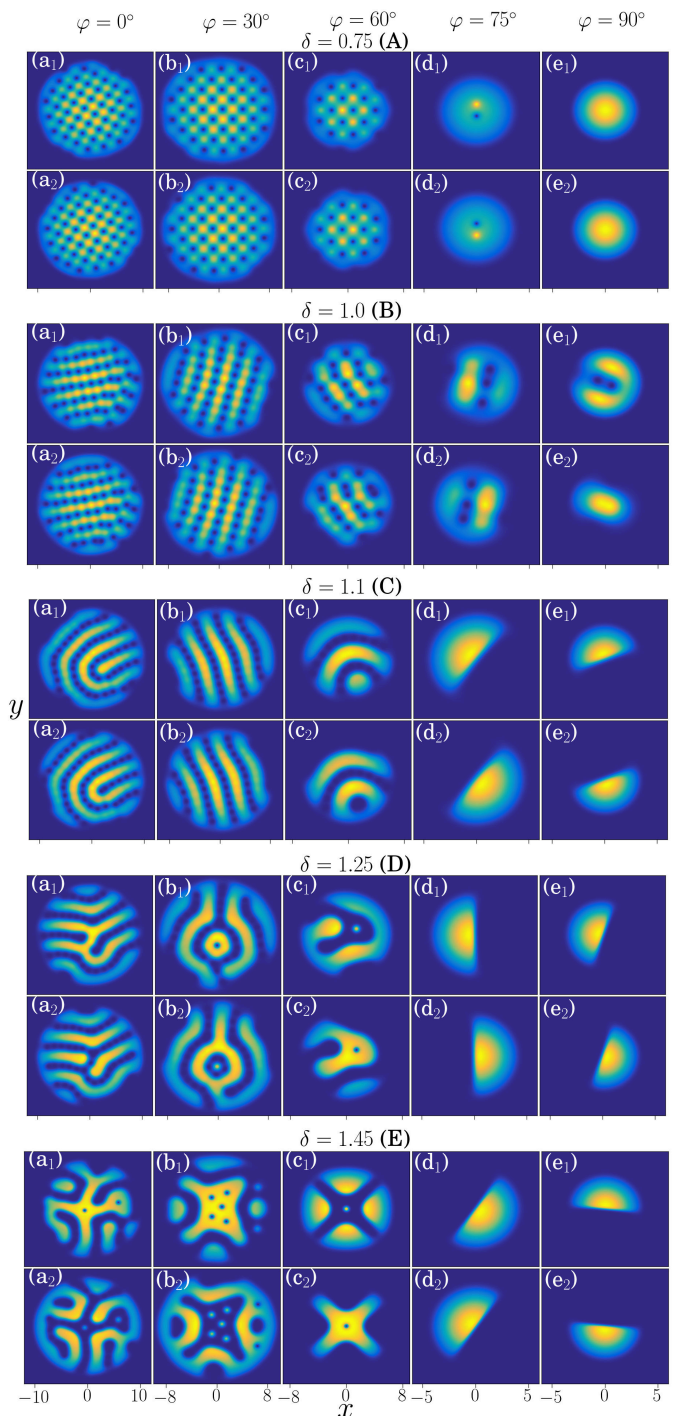 φ = 0° φ = 30° φ = 60° φ = 75° φ = 90°
δ = 0.75 (A)
(a₁) (b₁) (c₁) (d₁) (e₁)
(a₂) (b₂) (c₂) (d₂) (e₂)
δ = 1.0 (B)
(a₁) (b₁) (c₁) (d₁) (e₁)
(a₂) (b₂) (c₂) (d₂) (e₂)
δ = 1.1 (C)
(a₁) (b₁) (c₁) (d₁) (e₁)
y
(a₂) (b₂) (c₂) (d₂) (e₂)
δ = 1.25 (D)
(a₁) (b₁) (c₁) (d₁) (e₁)
(a₂) (b₂) (c₂) (d₂) (e₂)
δ = 1.45 (E)
(a₁) (b₁) (c₁) (d₁) (e₁)
(a₂) (b₂) (c₂) (d₂) (e₂)
−10 0 10 −8 0 8 −8 0 8 −5 0 5 −5 0 5
x